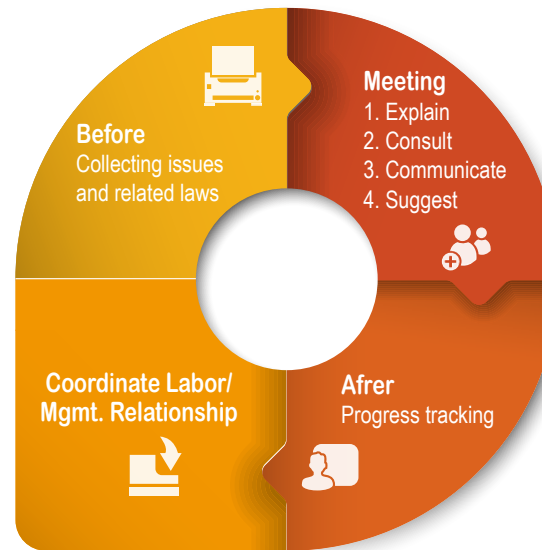 Before
Collecting issues
and related laws
Meeting
1. Explain
2. Consult
3. Communicate
4. Suggest
Afrer
Progress tracking
Coordinate Labor/
Mgmt. Relationship